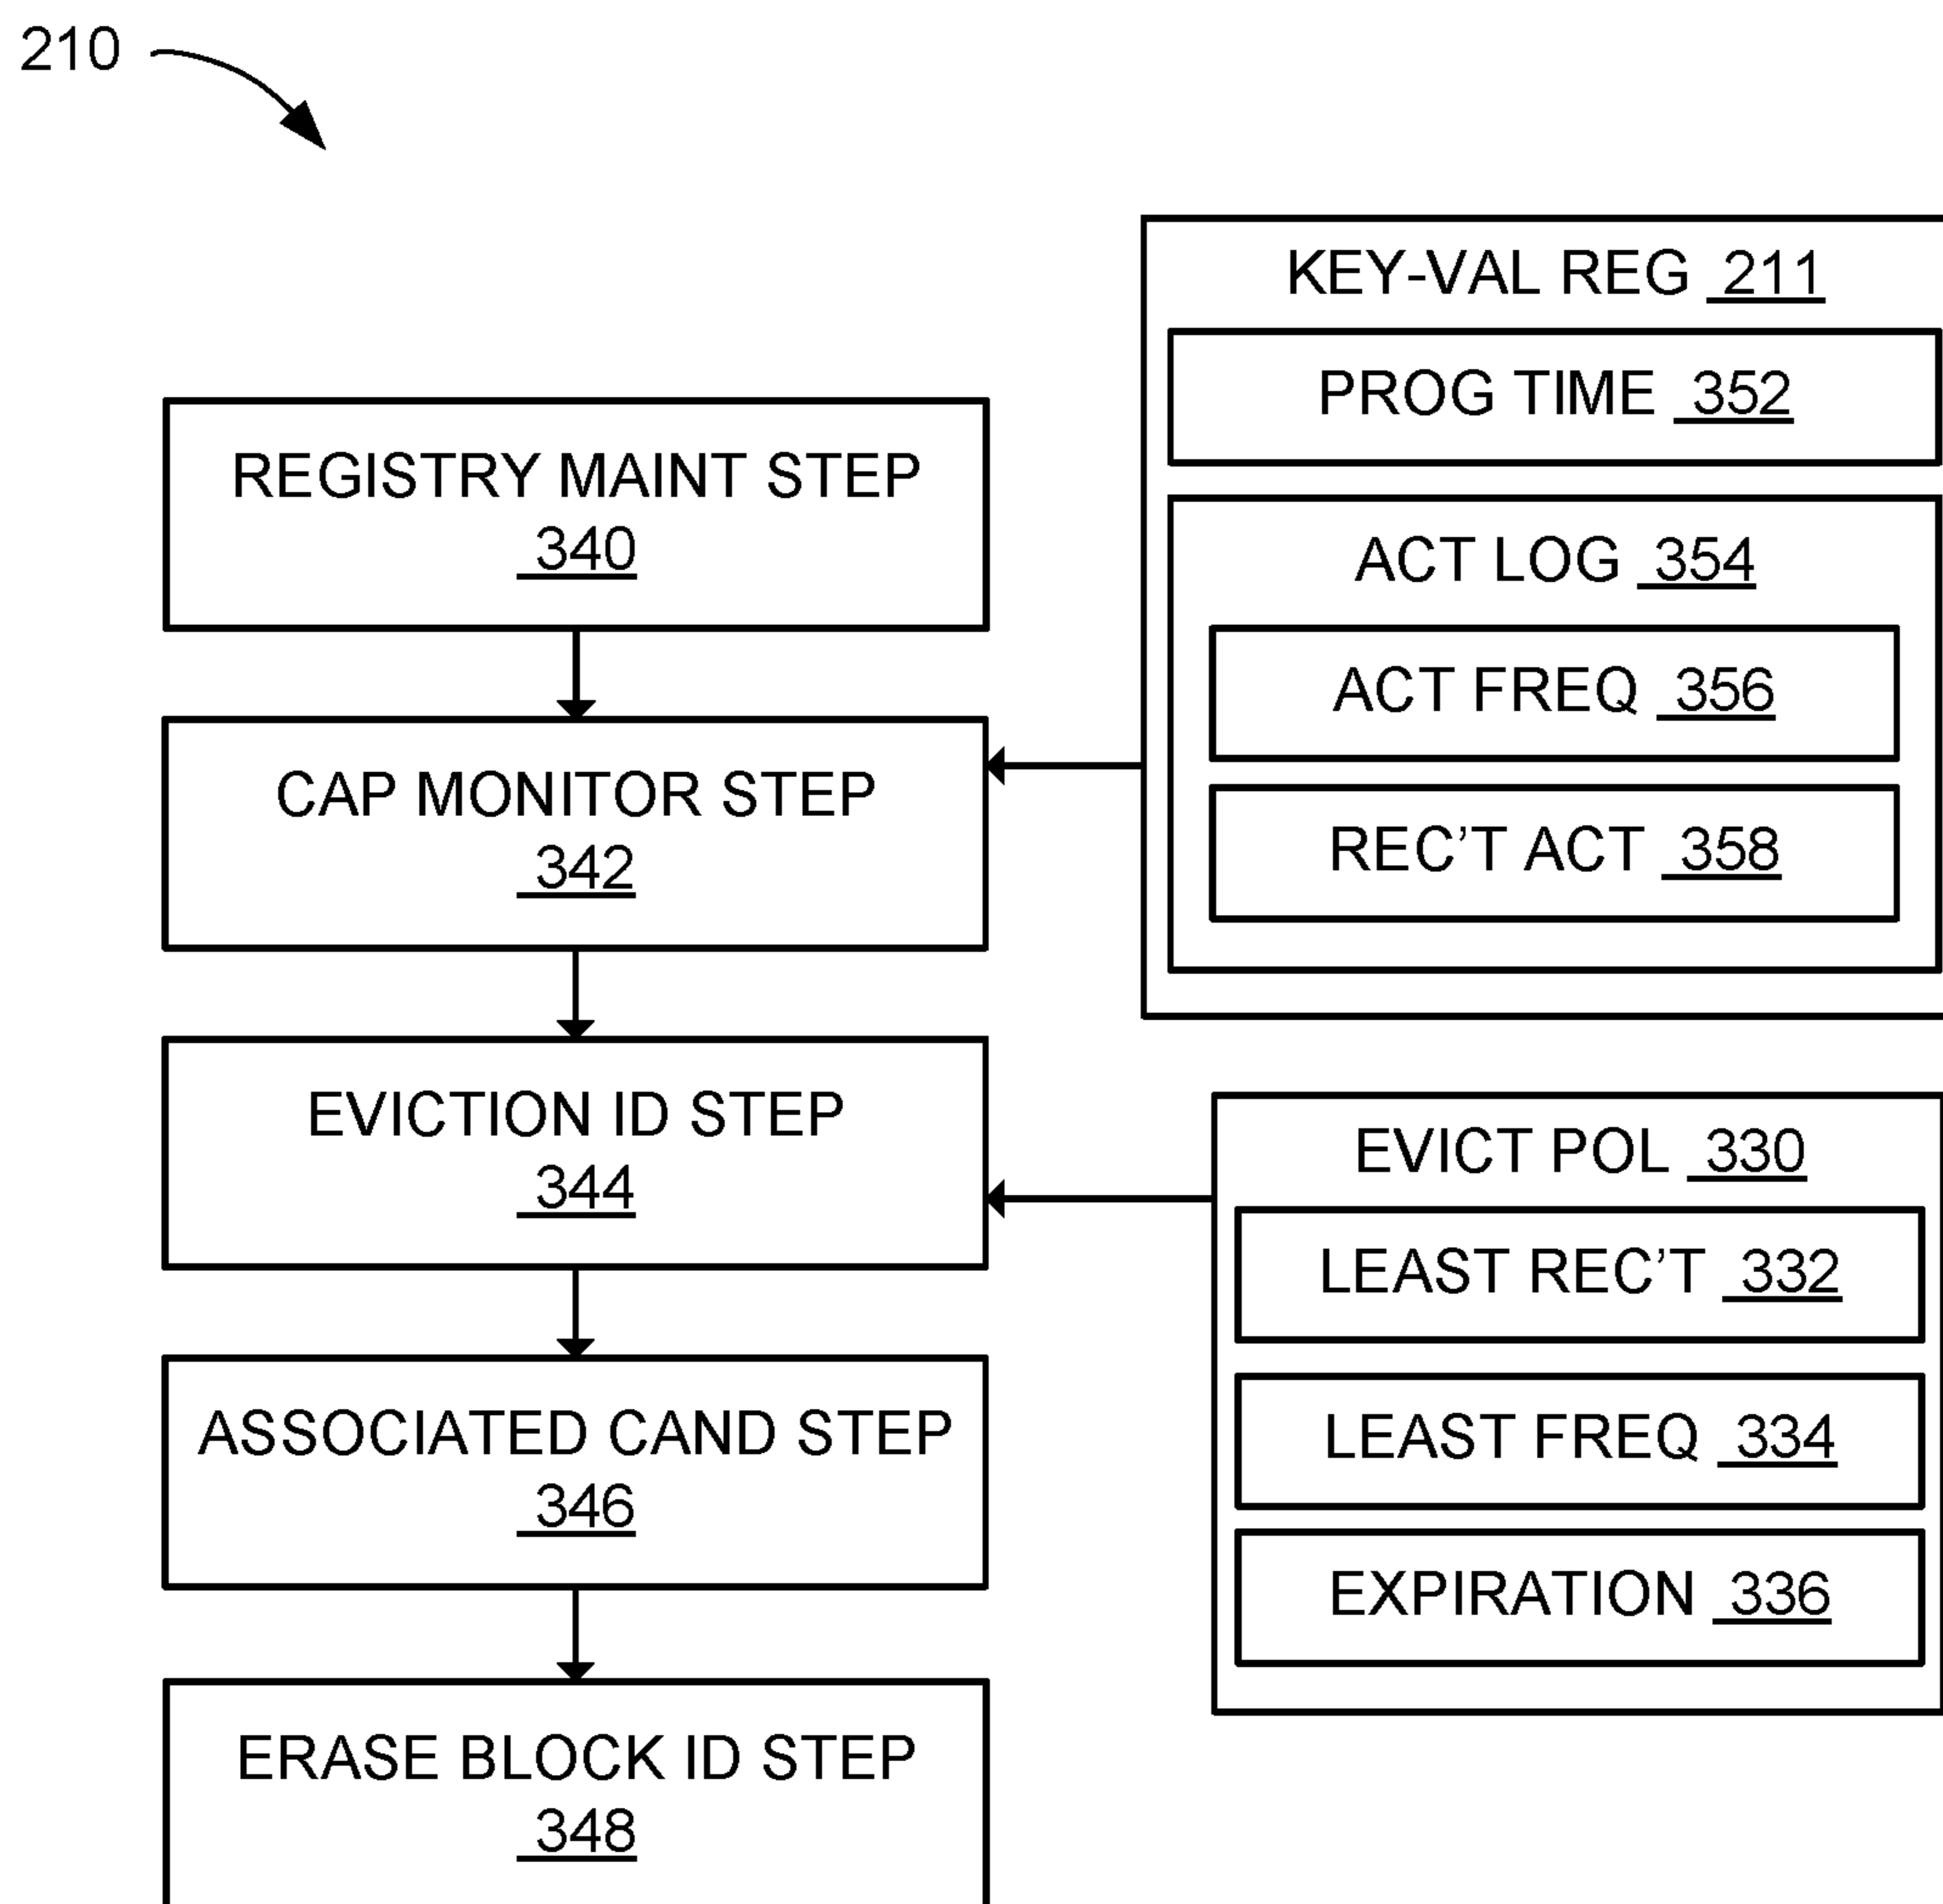 210
REGISTRY MAINT STEP
340
CAP MONITOR STEP
342
EVICTION ID STEP
344
ASSOCIATED CAND STEP
346
ERASE BLOCK ID STEP
348
KEY-VAL REG 211
PROG TIME 352
ACT LOG 354
ACT FREQ 356
REC’T ACT 358
EVICT POL 330
LEAST REC’T 332
LEAST FREQ 334
EXPIRATION 336